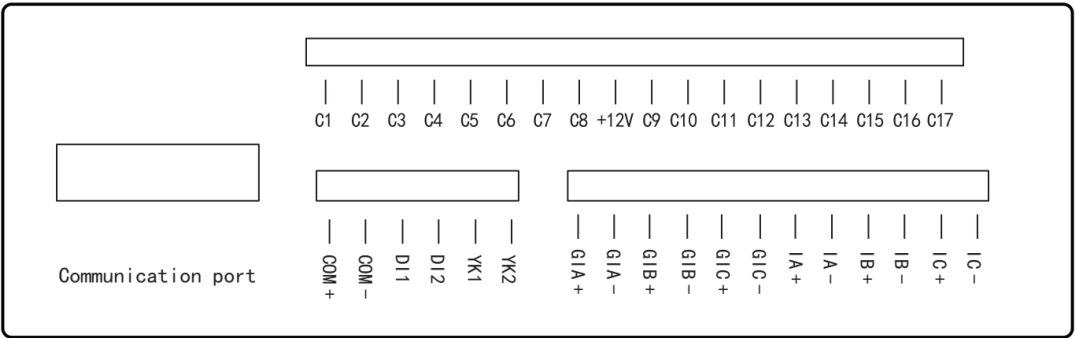 C1 C2 C3 C4 C5 C6 C7 C8 +12V C9 C10 C11 C12 C13 C14 C15 C16 C17
Communication port
COM+ COM- DI1 DI2 YK1 YK2
GIA+ GIA- GIB+ GIB- GIC+ GIC- IA+ IA- IB+ IB- IC+ IC-